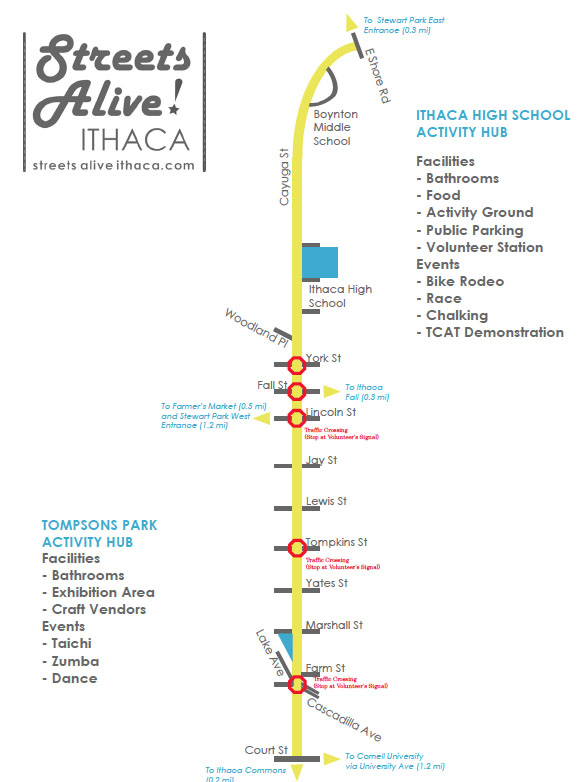 Streets
Alive!
ITHACA
streets aliveithaca.com
To Stewart Park East
Entrance (0.3 mi)
E Shore Rd
Boynton
Middle
School
Cayuga St
ITHACA HIGH SCHOOL
ACTIVITY HUB
Facilities
- Bathrooms
- Food
- Activity Ground
- Public Parking
- Volunteer Station
Events
- Bike Rodeo
- Race
- Chalking
- TCAT Demonstration
Ithaca High
School
Woodland Pl
York St
Fall St
To Ithaca
Fall (0.3 mi)
To Farmer's Market (0.5 mi)
and Stewart Park West
Entrance (1.2 mi)
Lincoln St
Traffic Crossing
(Stop at Volunteer's Signal)
Jay St
Lewis St
Tompkins St
Traffic Crossing
(Stop at Volunteer's Signal)
Yates St
TOMPSONS PARK
ACTIVITY HUB
Facilities
- Bathrooms
- Exhibition Area
- Craft Vendors
Events
- Taichi
- Zumba
- Dance
Marshall St
Lake Ave
Farm St
Traffic Crossing
(Stop at Volunteer's Signal)
Cascadilla Ave
Court St
To Cornell University
via University Ave (1.2 mi)
To Ithaca Commons
(0.2 mi)